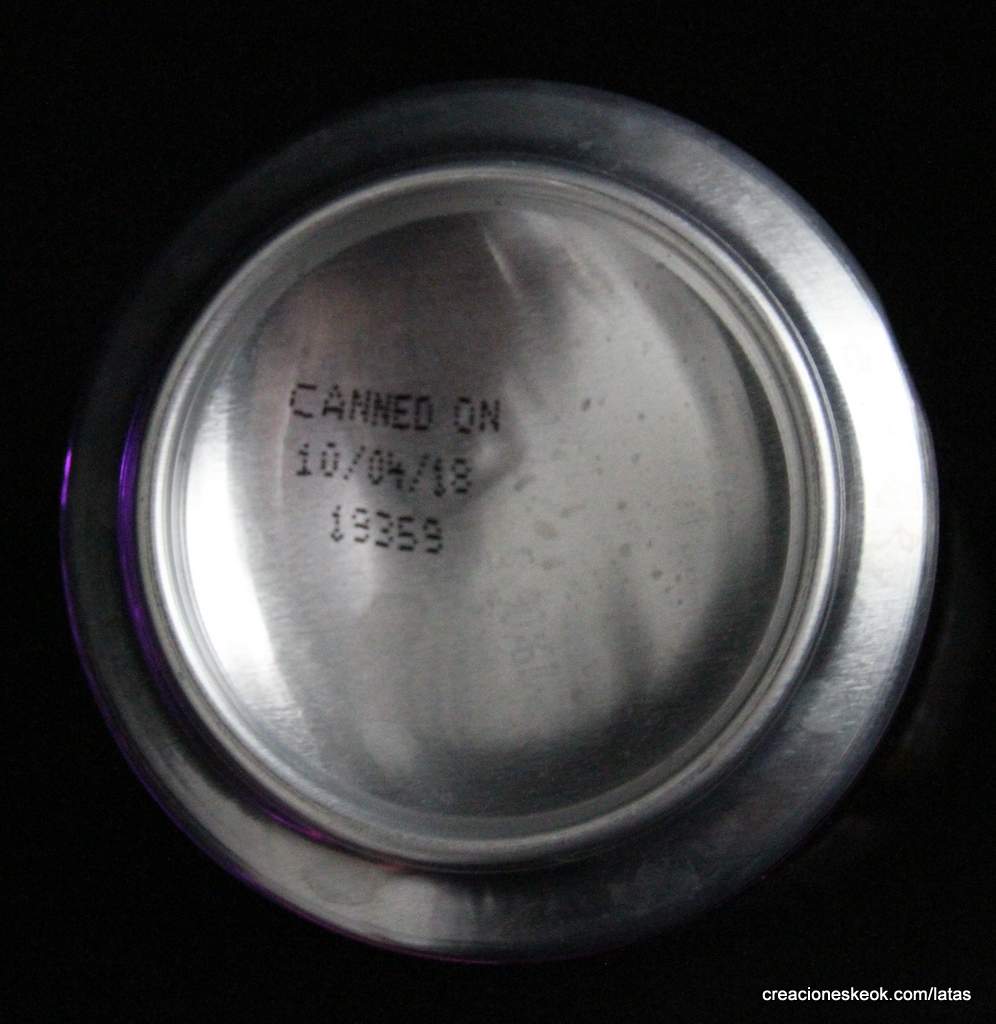 CANNED ON
10/04/18
19359
creacioneskeok.com/latas